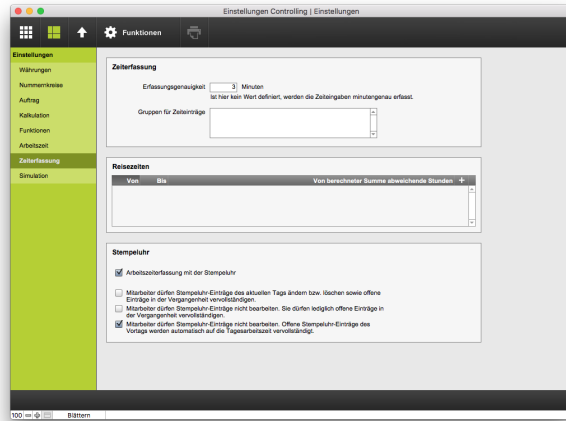 Einstellungen Controlling | Einstellungen
Funktionen
Einstellungen
Währungen
Nummernkreise
Auftrag
Kalkulation
Funktionen
Arbeitszeit
Zeiterfassung
Simulation
Zeiterfassung
Erfassungsgenauigkeit 3 Minuten
Ist hier kein Wert definiert, werden die Zeiteingaben minutengenau erfasst.
Gruppen für Zeiteinträge
Reisezeiten
Von Bis Von berechneter Summe abweichende Stunden +
Stempeluhr
Arbeitszeiterfassung mit der Stempeluhr
Mitarbeiter dürfen Stempeluhr-Einträge des aktuellen Tags ändern bzw. löschen sowie offene
Einträge in der Vergangenheit vervollständigen.
Mitarbeiter dürfen Stempeluhr-Einträge nicht bearbeiten. Sie dürfen lediglich offene Einträge in
der Vergangenheit vervollständigen.
Mitarbeiter dürfen Stempeluhr-Einträge nicht bearbeiten. Offene Stempeluhr-Einträge des
Vortags werden automatisch auf die Tagesarbeitszeit vervollständigt.
100 Blättern